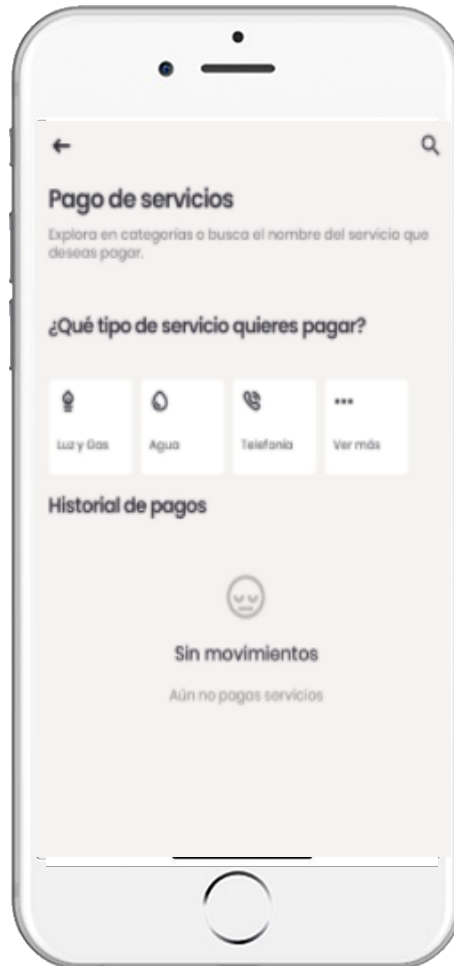 Pago de servicios
Explora en categorías o busca el nombre del servicio que
deseas pagar.
¿Qué tipo de servicio quieres pagar?
Luz y Gas
Agua
Telefonía
Ver más
Historial de pagos
Sin movimientos
Aún no pagas servicios